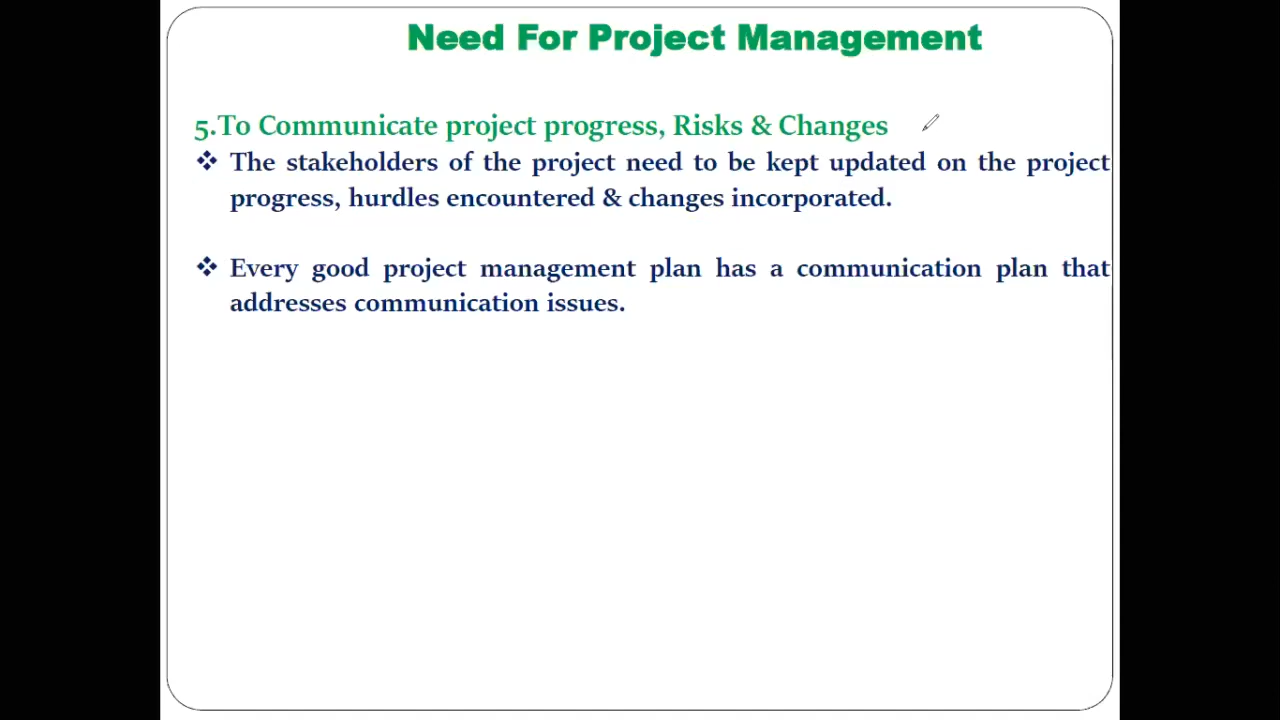 Need For Project Management
5.To Communicate project progress, Risks & Changes
❖ The stakeholders of the project need to be kept updated on the project
progress, hurdles encountered & changes incorporated.
❖ Every good project management plan has a communication plan that
addresses communication issues.